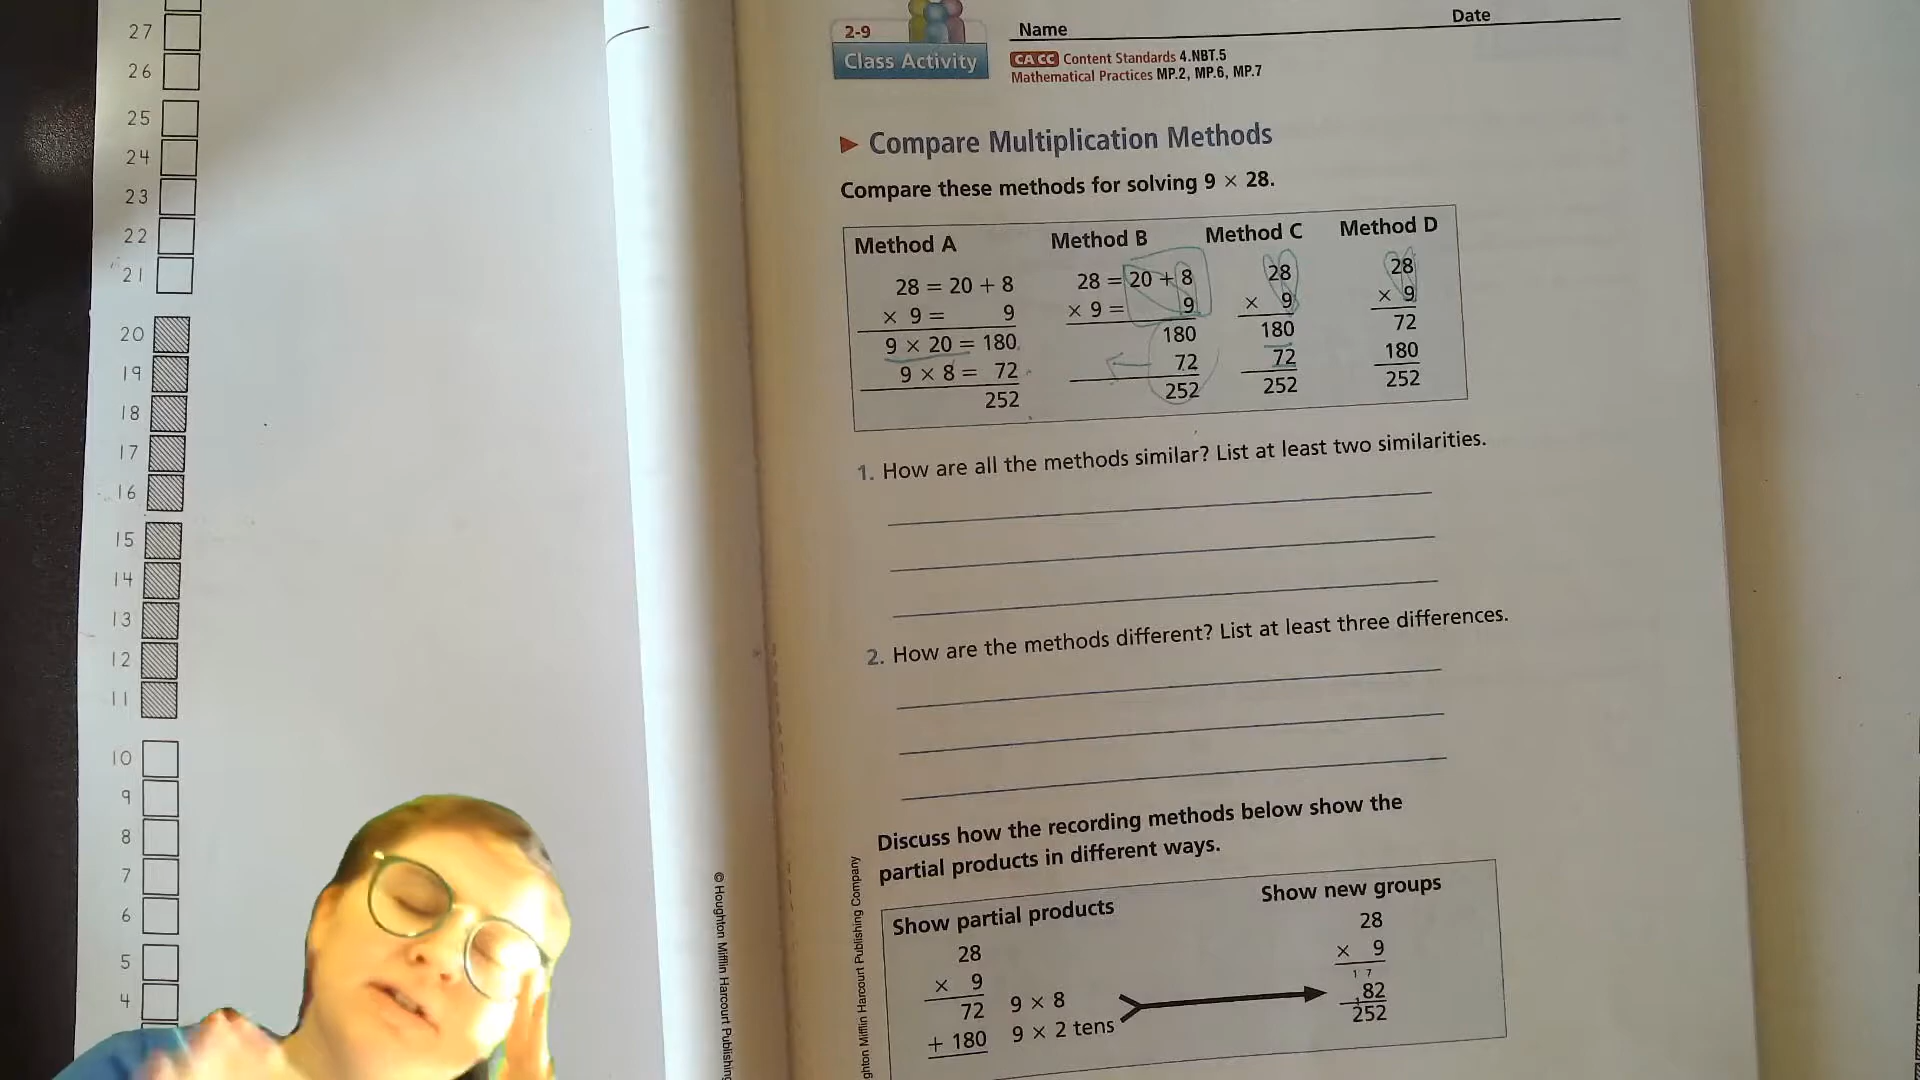 27
26
25
24
23
22
21
20
19
18
17
16
15
14
13
12
11
10
9
8
7
6
5
4
2-9
Class Activity
Name
Date
CA CC Content Standards 4.NBT.5
Mathematical Practices MP.2, MP.6, MP.7
Compare Multiplication Methods
Compare these methods for solving 9 × 28.
Method A
28 = 20 + 8
× 9 = 9
9 × 20 = 180
9 × 8 = 72
252
Method B
28 = 20 + 8
× 9 = 9
180
72
252
Method C
28
× 9
180
72
252
Method D
28
× 9
72
180
252
1. How are all the methods similar? List at least two similarities.
2. How are the methods different? List at least three differences.
Discuss how the recording methods below show the
partial products in different ways.
Show partial products
28
× 9
72 9 × 8
+ 180 9 × 2 tens
Show new groups
28
× 9
1 7
82
1
252
© Houghton Mifflin Harcourt Publishing
ghton Mifflin Harcourt Publishing Company